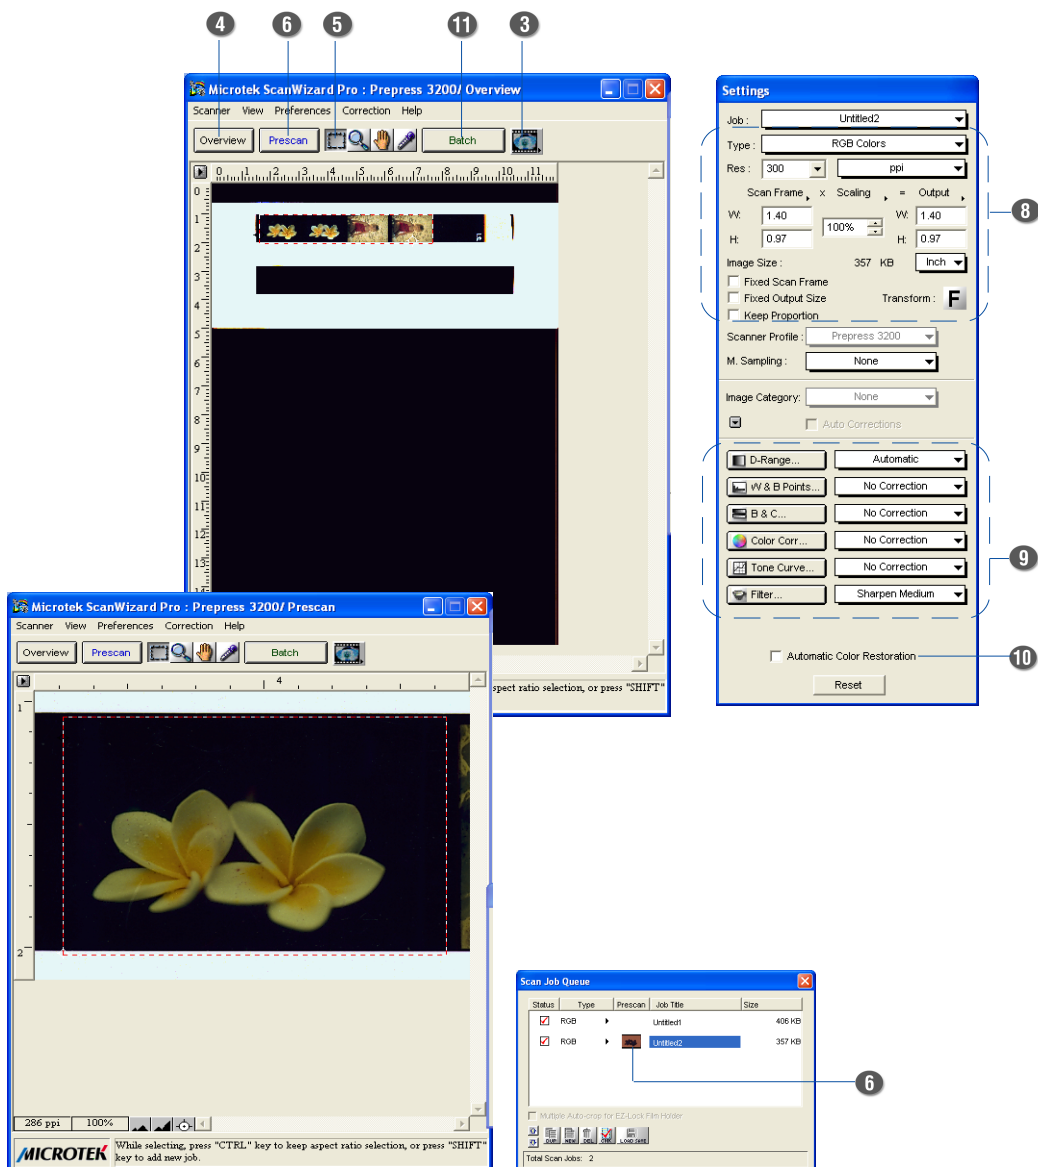 4 6 5 11 3
Microtek ScanWizard Pro : Prepress 3200/ Overview
Scanner View Preferences Correction Help
Overview Prescan Batch
0 1 2 3 4 5 6 7 8 9 10 11
0
1
2
3
4
5
6
7
8
9
10
11
12
13
14
spect ratio selection, or press "SHIFT"
Settings
Job : Untitled2
Type : RGB Colors
Res : 300 ppi
Scan Frame x Scaling = Output
W: 1.40 100% W: 1.40
H: 0.97 H: 0.97
Image Size : 357 KB Inch
Fixed Scan Frame
Fixed Output Size Transform : F
Keep Proportion
8
Scanner Profile : Prepress 3200
M. Sampling : None
Image Category: None
Auto Corrections
D-Range... Automatic
W & B Points... No Correction
B & C... No Correction
Color Corr... No Correction
Tone Curve... No Correction
Filter... Sharpen Medium
9
Automatic Color Restoration
10
Reset
Microtek ScanWizard Pro : Prepress 3200/ Prescan
Scanner View Preferences Correction Help
Overview Prescan Batch
4
1
2
286 ppi 100%
MICROTEK
While selecting, press "CTRL" key to keep aspect ratio selection, or press "SHIFT"
key to add new job.
Scan Job Queue
Status Type Prescan Job Title Size
RGB Untitled1 406 KB
RGB Untitled2 357 KB
6
Multiple Auto-crop for EZ-Lock Film Holder
DUP. NEW DEL. LOAD SAVE
Total Scan Jobs: 2